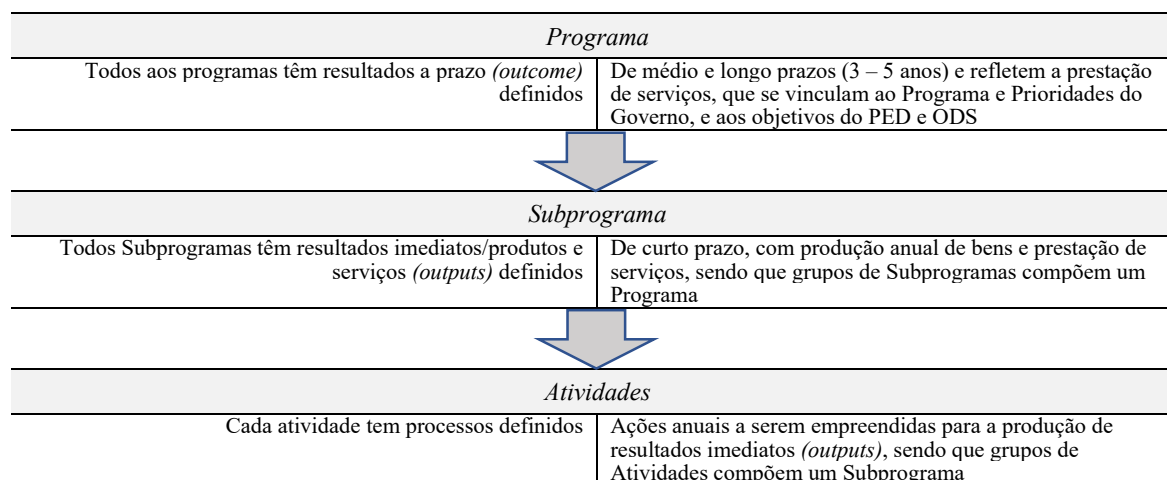 Programa
Todos aos programas têm resultados a prazo (outcome)
definidos
De médio e longo prazos (3 – 5 anos) e refletem a prestação
de serviços, que se vinculam ao Programa e Prioridades do
Governo, e aos objetivos do PED e ODS
Subprograma
Todos Subprogramas têm resultados imediatos/produtos e
serviços (outputs) definidos
De curto prazo, com produção anual de bens e prestação de
serviços, sendo que grupos de Subprogramas compõem um
Programa
Atividades
Cada atividade tem processos definidos
Ações anuais a serem empreendidas para a produção de
resultados imediatos (outputs), sendo que grupos de
Atividades compõem um Subprograma